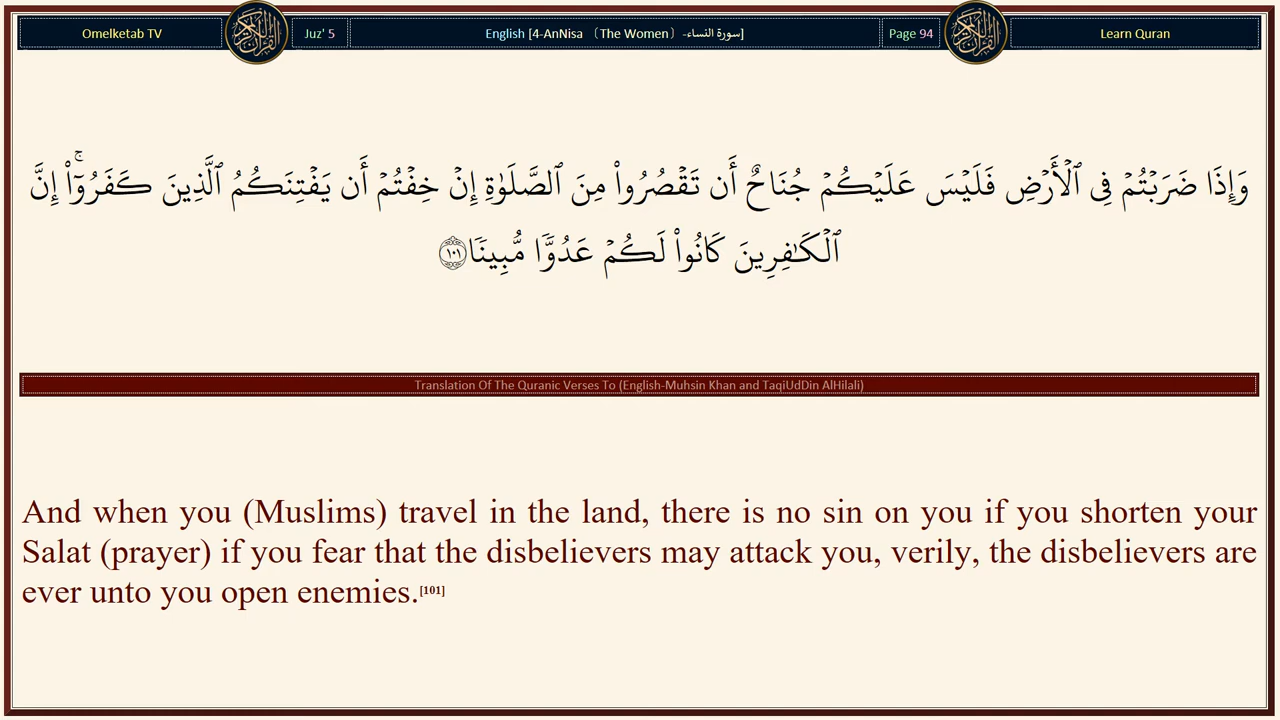 Omelketab TV
Juz' 5
English [4-AnNisa （The Women）-سورة النساء]
Page 94
Learn Quran
وَإِذَا ضَرَبْتُمْ فِى ٱلْأَرْضِ فَلَيْسَ عَلَيْكُمْ جُنَاحٌ أَن تَقْصُرُوا۟ مِنَ ٱلصَّلَوٰةِ إِنْ خِفْتُمْ أَن يَفْتِنَكُمُ ٱلَّذِينَ كَفَرُوٓا۟ ۚ إِنَّ
ٱلْكَـٰفِرِينَ كَانُوا۟ لَكُمْ عَدُوًّا مُّبِينًا ١٠١
Translation Of The Quranic Verses To (English-Muhsin Khan and TaqiUdDin AlHilali)
And when you (Muslims) travel in the land, there is no sin on you if you shorten your
Salat (prayer) if you fear that the disbelievers may attack you, verily, the disbelievers are
ever unto you open enemies.[101]